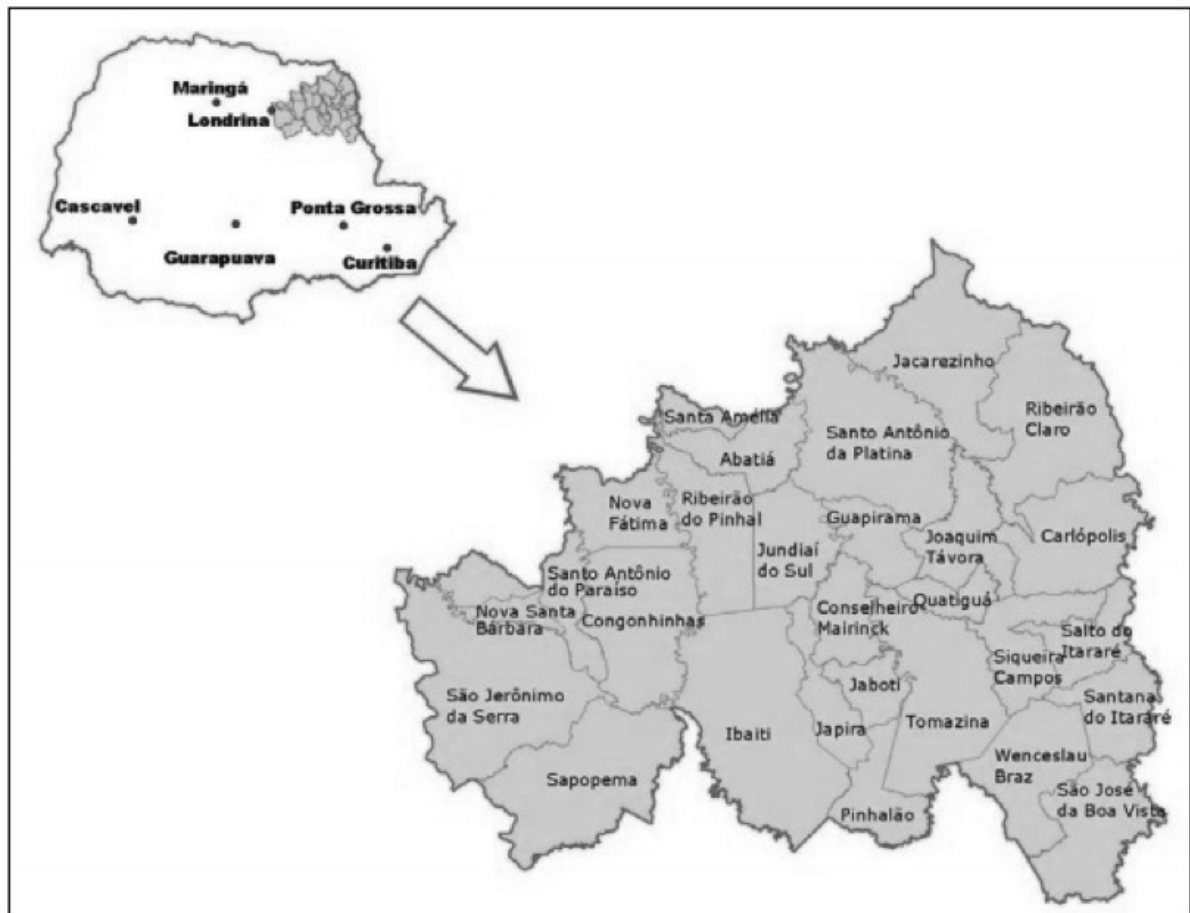 Maringá
Londrina
Cascavel
Ponta Grossa
Guarapuava
Curitiba
Jacarezinho
Ribeirão
Claro
Santa Amélia
Santo Antônio
da Platina
Abatiá
Nova
Fátima
Ribeirão
do Pinhal
Guapirama
Jundiaí
do Sul
Joaquim
Távora
Carlópolis
Santo Antônio
do Paraíso
Nova Santa
Bárbara
Congonhinhas
Conselheiro
Mairinck
Quatiguá
Salto do
Itararé
Siqueira
Campos
São Jerônimo
da Serra
Jaboti
Santana
do Itararé
Ibaiti
Japira
Tomazina
Wenceslau
Braz
Sapopema
Pinhalão
São José
da Boa Vista